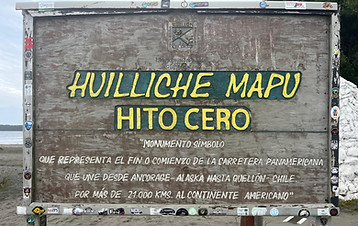 HUILLICHE MAPU
HITO CERO
"MONUMENTO SIMBOLO
QUE REPRESENTA EL FIN O COMIENZO DE LA CARRETERA PANAMERICANA
QUE UNE DESDE ANCORAGE - ALASKA HASTA QUELLÓN - CHILE
POR MÁS DE 21.000 KMS. AL CONTINENTE AMERICANO"